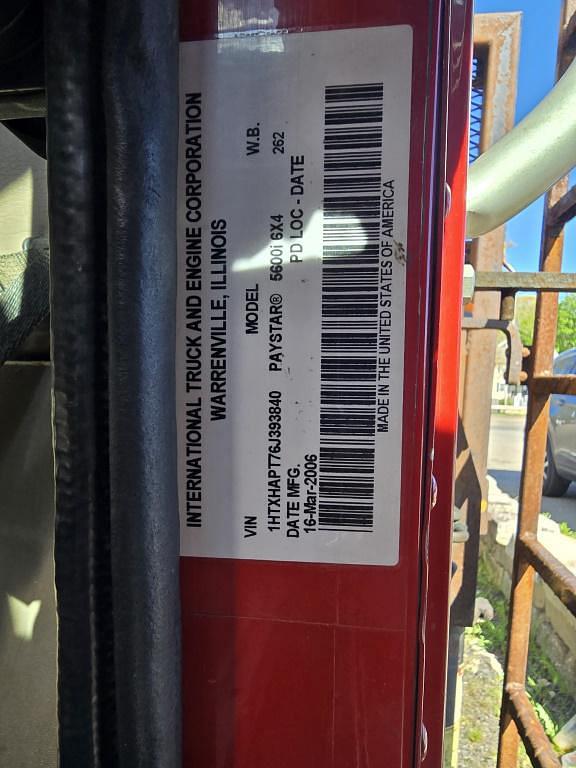 INTERNATIONAL TRUCK AND ENGINE CORPORATION
WARRENVILLE, ILLINOIS
VIN MODEL W.B.
1HTXHAPT76J393840 PAYSTAR® 5600i 6X4 262
DATE MFG. PD LOC - DATE
16-Mar-2006
MADE IN THE UNITED STATES OF AMERICA